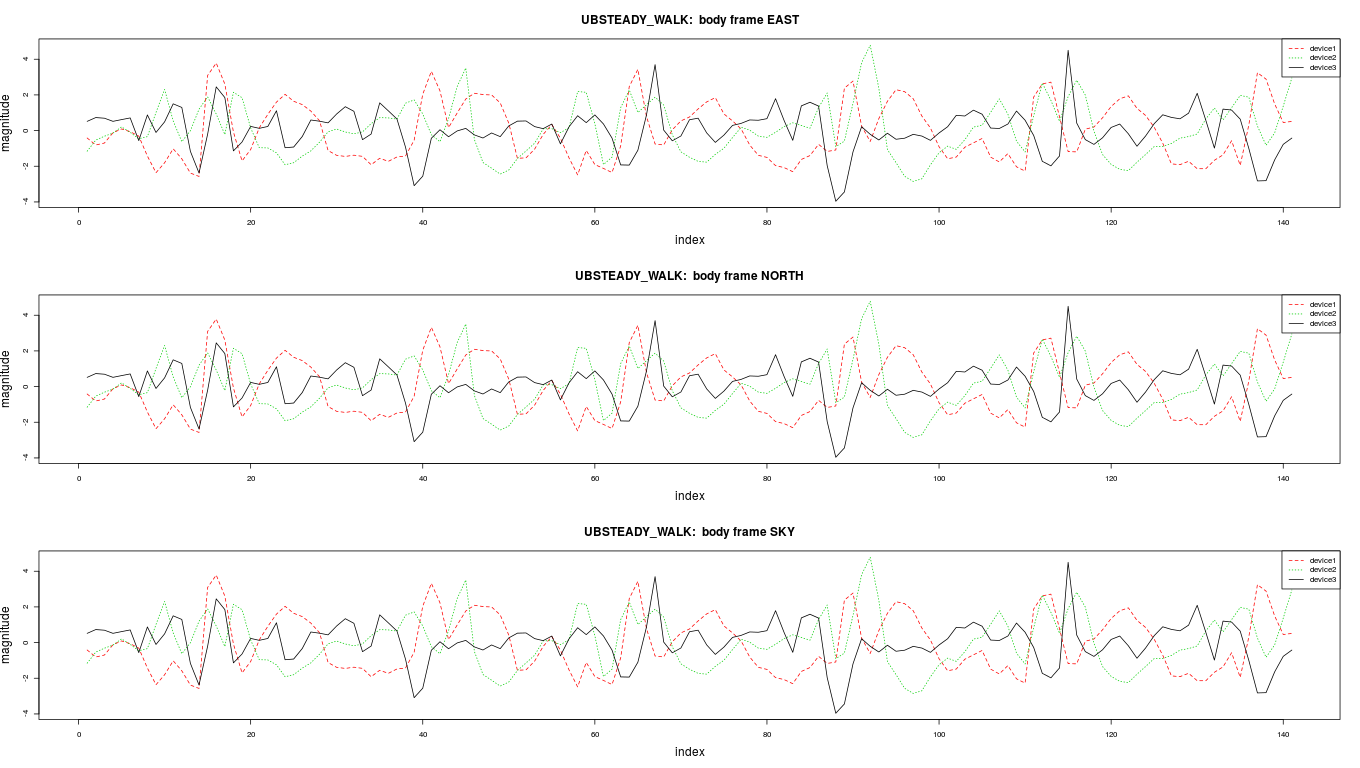 UBSTEADY_WALK: body frame EAST
device1
device2
device3
magnitude
4
2
0
-2
-4
0 20 40 60 80 100 120 140
index
UBSTEADY_WALK: body frame NORTH
device1
device2
device3
magnitude
4
2
0
-2
-4
0 20 40 60 80 100 120 140
index
UBSTEADY_WALK: body frame SKY
device1
device2
device3
magnitude
4
2
0
-2
-4
0 20 40 60 80 100 120 140
index